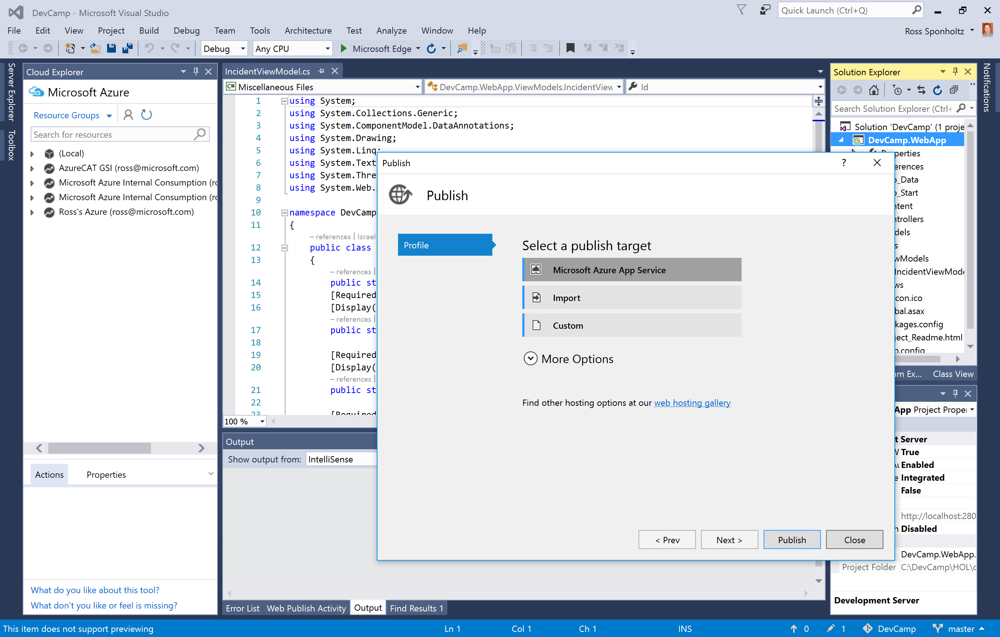 DevCamp - Microsoft Visual Studio
Quick Launch (Ctrl+Q)
File Edit View Project Build Debug Team Tools Architecture Test Analyze Window Help
Ross Sponholtz
Debug Any CPU Microsoft Edge
Server Explorer
Toolbox
Cloud Explorer
Microsoft Azure
Resource Groups
Search for resources
(Local)
AzureCAT GSI (ross@microsoft.com)
Microsoft Azure Internal Consumption (ro
Microsoft Azure Internal Consumption (ro
Ross's Azure (ross@microsoft.com)
Actions Properties
What do you like about this tool?
What don't you like or feel is missing?
IncidentViewModel.cs
C# Miscellaneous Files
DevCamp.WebApp.ViewModels.IncidentView
Id
1 using System;
2 using System.Collections.Generic;
3 using System.ComponentModel.DataAnnotations;
4 using System.Drawing;
5 using System.Linq;
6 using System.Text
7 using System.Thre
8 using System.Web.
9
10 namespace DevCamp
11 {
– references | Israel
12 public class
13 {
– references |
14 public st
15 [Required
16 [Display(
– references |
17 public st
18
19 [Required
20 [Display(
– references |
21 public st
22
23 [Required
100 %
Output
Show output from: IntelliSense
Error List Web Publish Activity Output Find Results 1
Publish
?
Publish
Profile
Select a publish target
Microsoft Azure App Service
Import
Custom
More Options
Find other hosting options at our web hosting gallery
< Prev Next > Publish Close
Solution Explorer
Search Solution Explorer (Ctrl+
Solution 'DevCamp' (1 proje
DevCamp.WebApp
perties
erences
_Data
_Start
ntent
ntrollers
dels
s
wModels
IncidentViewMode
ws
con.ico
bal.asax
kages.config
ject_Readme.html
b.config
am Ex... Class View
App Project Proper
t Server
True
Enabled
e Integrated
False
http://localhost:280
n Disabled
DevCamp.WebApp.
Project Folder C:\DevCamp\HOL\d
Development Server
Notifications
This item does not support previewing
Ln 1 Col 1 Ch 1 INS
0 1 DevCamp master